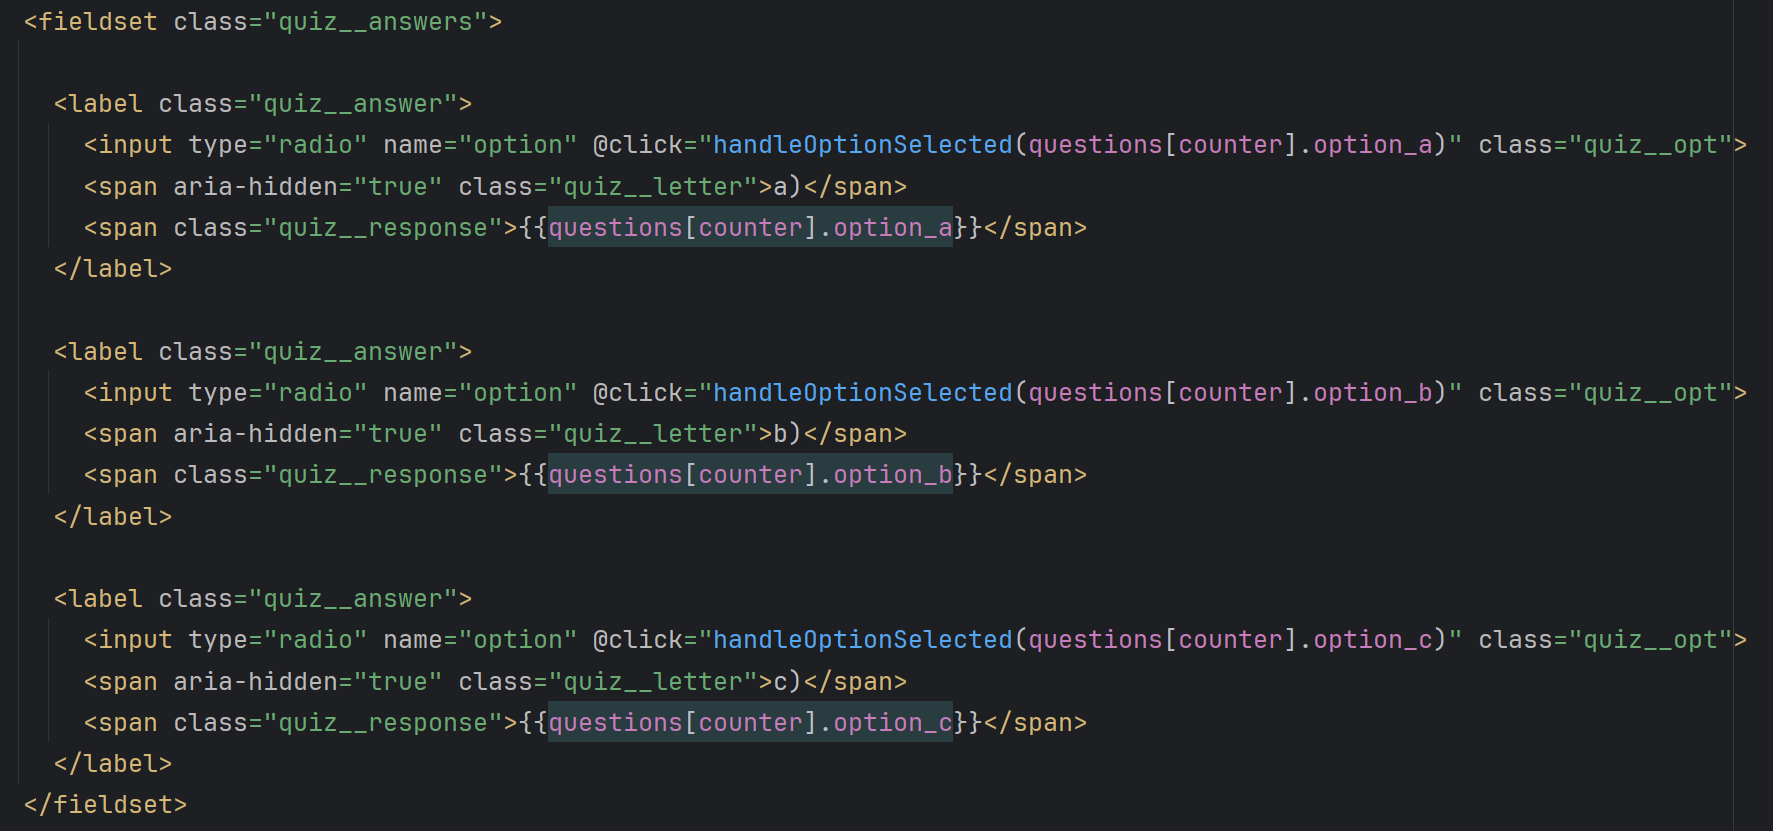 <fieldset class="quiz__answers">
<label class="quiz__answer">
<input type="radio" name="option" @click="handleOptionSelected(questions[counter].option_a)" class="quiz__opt">
<span aria-hidden="true" class="quiz__letter">a)</span>
<span class="quiz__response">{{questions[counter].option_a}}</span>
</label>
<label class="quiz__answer">
<input type="radio" name="option" @click="handleOptionSelected(questions[counter].option_b)" class="quiz__opt">
<span aria-hidden="true" class="quiz__letter">b)</span>
<span class="quiz__response">{{questions[counter].option_b}}</span>
</label>
<label class="quiz__answer">
<input type="radio" name="option" @click="handleOptionSelected(questions[counter].option_c)" class="quiz__opt">
<span aria-hidden="true" class="quiz__letter">c)</span>
<span class="quiz__response">{{questions[counter].option_c}}</span>
</label>
</fieldset>